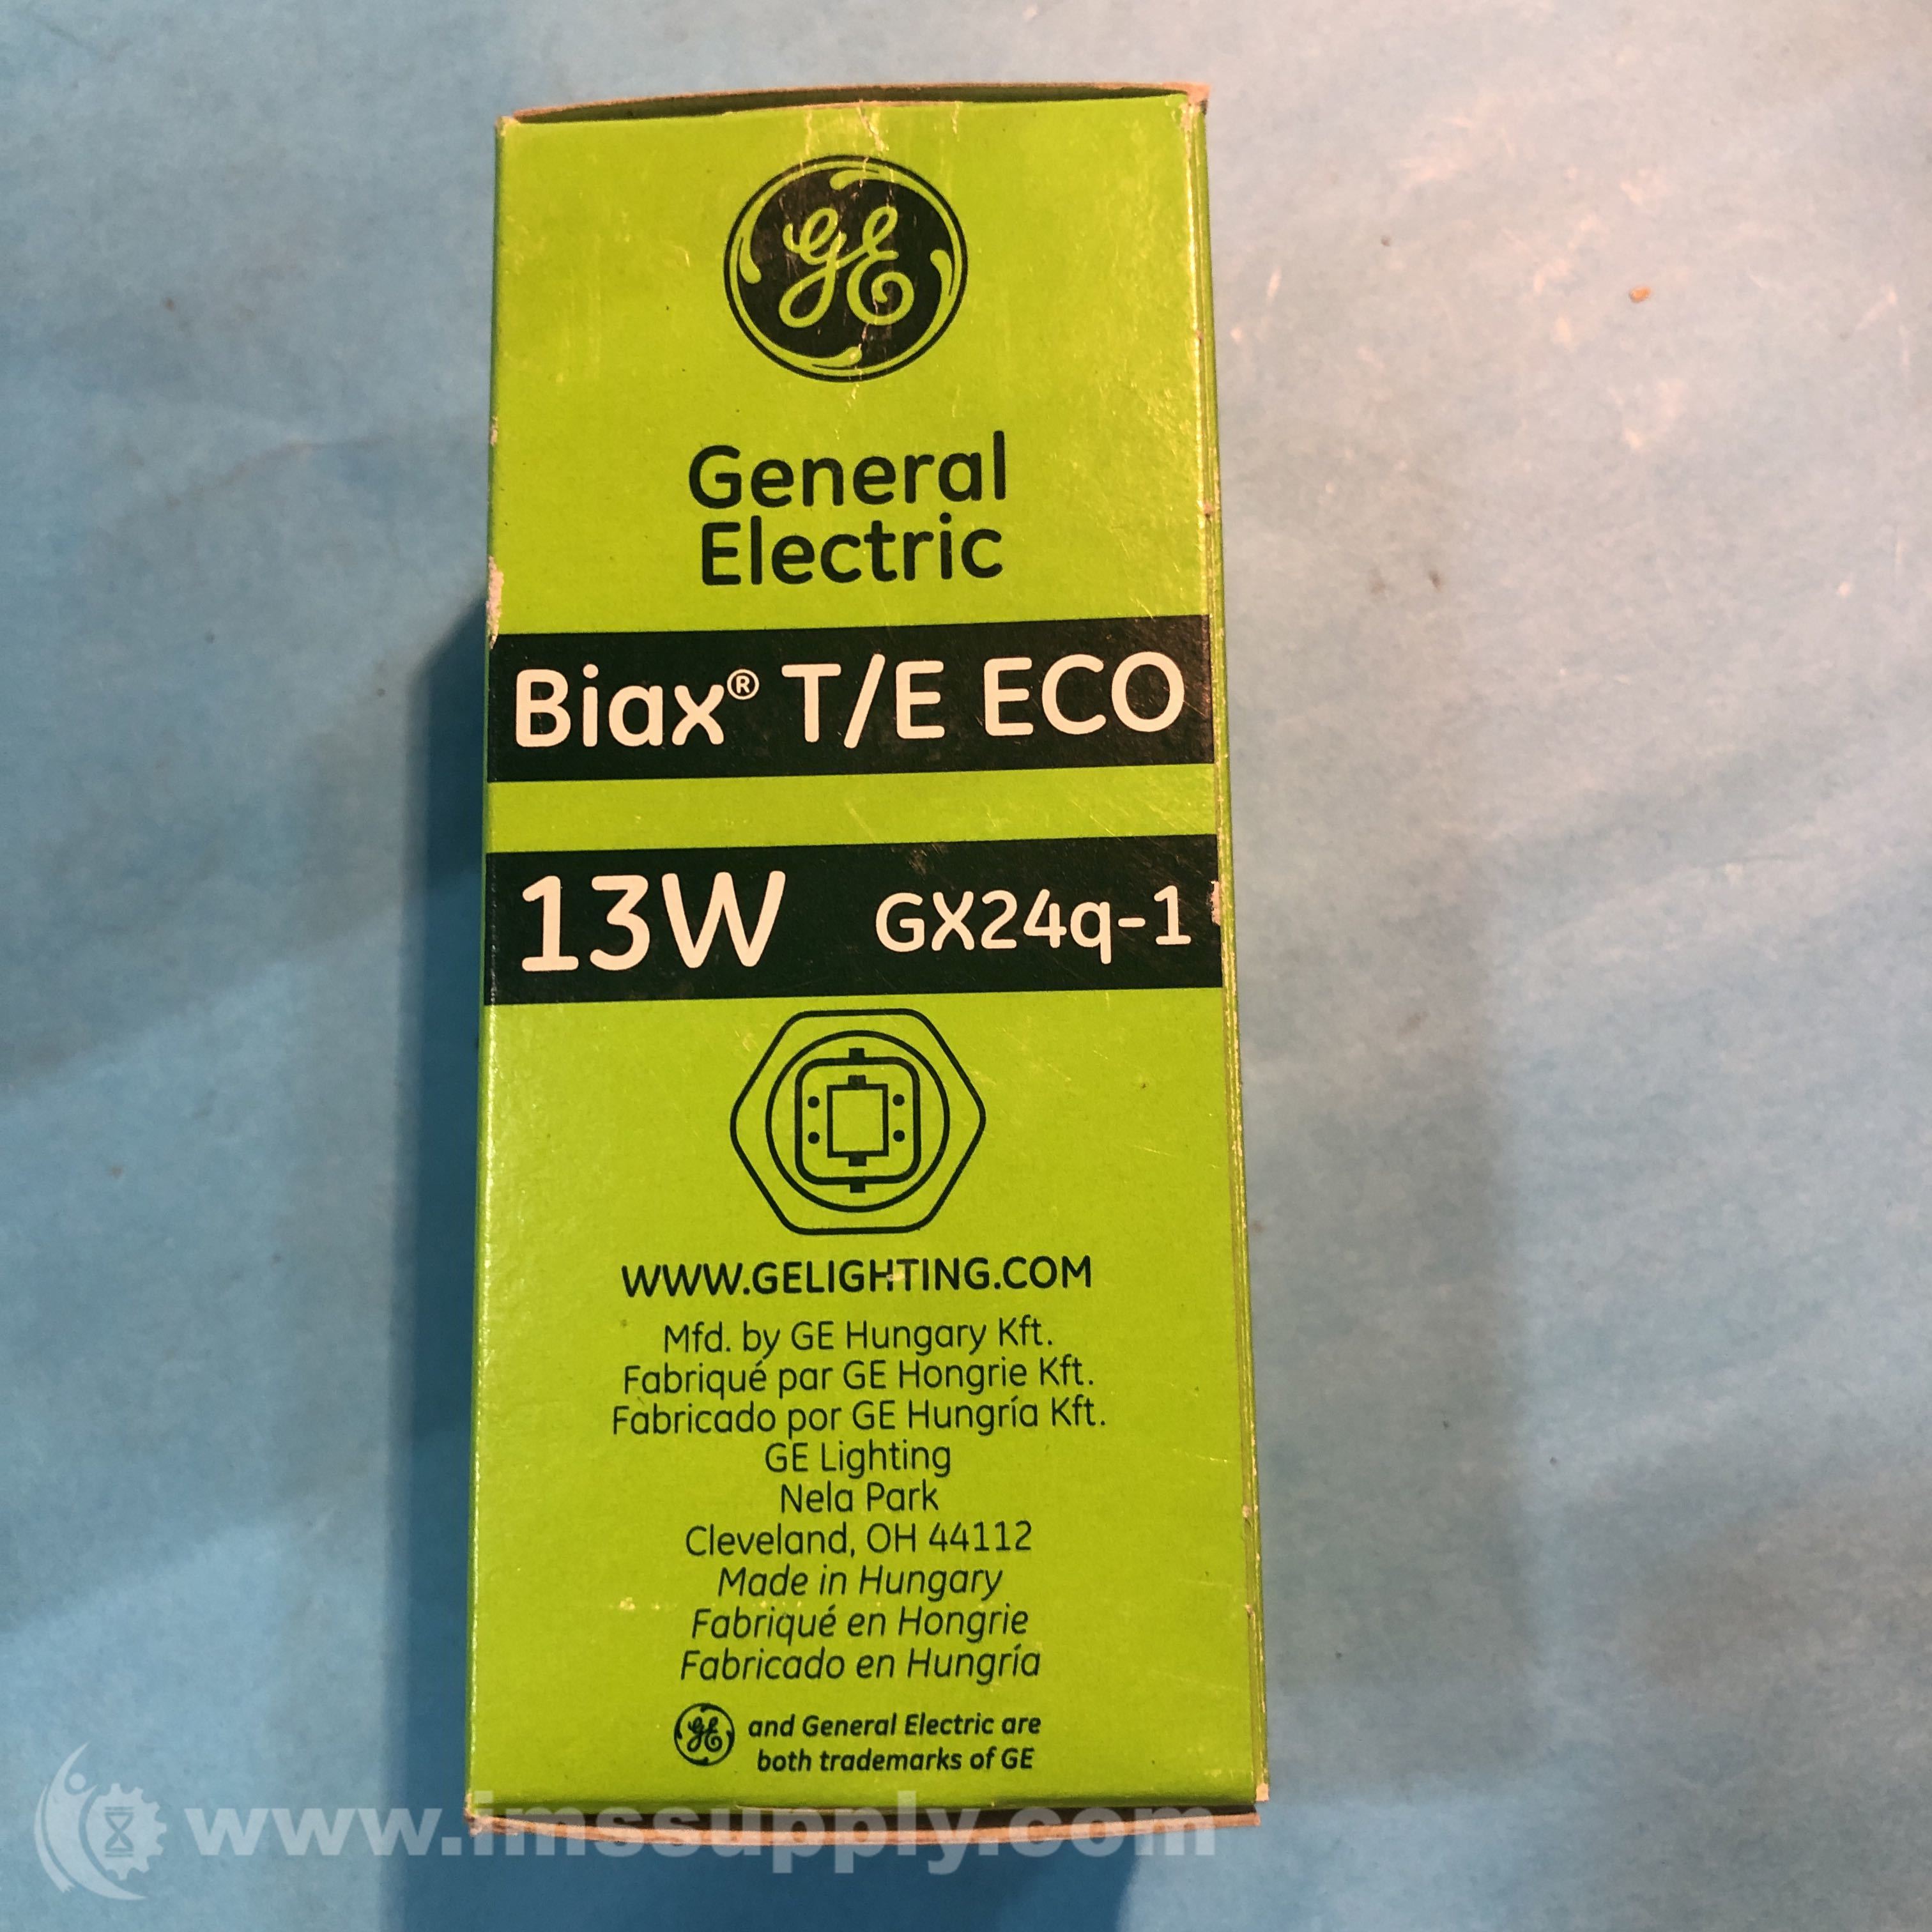 GE
General
Electric
Biax® T/E ECO
13W GX24q-1
WWW.GELIGHTING.COM
Mfd. by GE Hungary Kft.
Fabriqué par GE Hongrie Kft.
Fabricado por GE Hungría Kft.
GE Lighting
Nela Park
Cleveland, OH 44112
Made in Hungary
Fabriqué en Hongrie
Fabricado en Hungría
GE and General Electric are
both trademarks of GE
www.imssupply.com